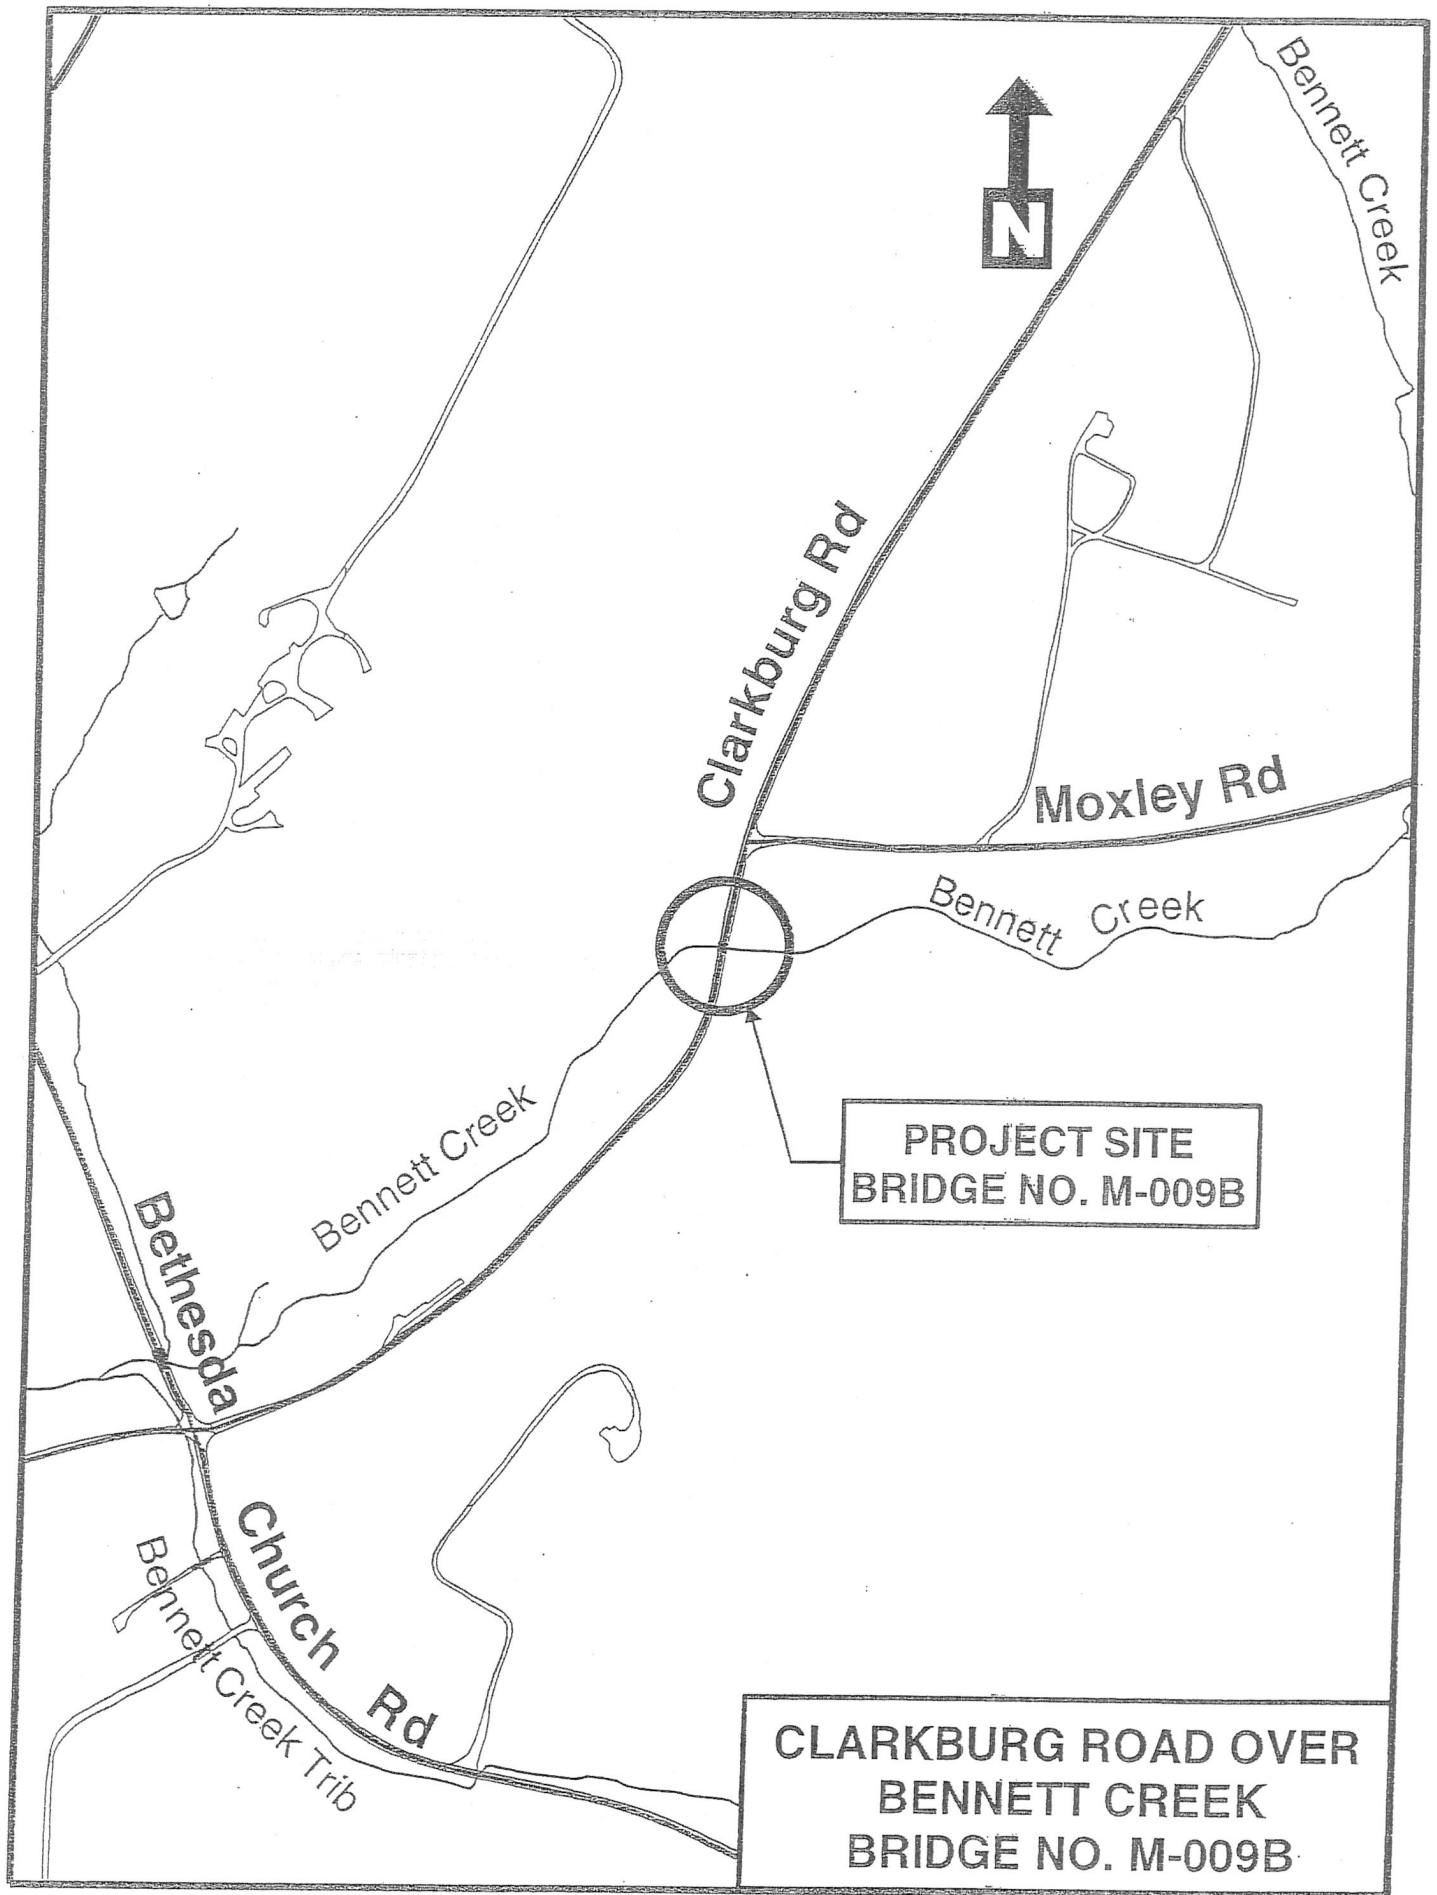 Bennett Creek
N
Clarkburg Rd
Moxley Rd
Bennett Creek
Bennett Creek
PROJECT SITE
BRIDGE NO. M-009B
Bethesda
Church
Rd
Bennett Creek Trib
CLARKBURG ROAD OVER
BENNETT CREEK
BRIDGE NO. M-009B